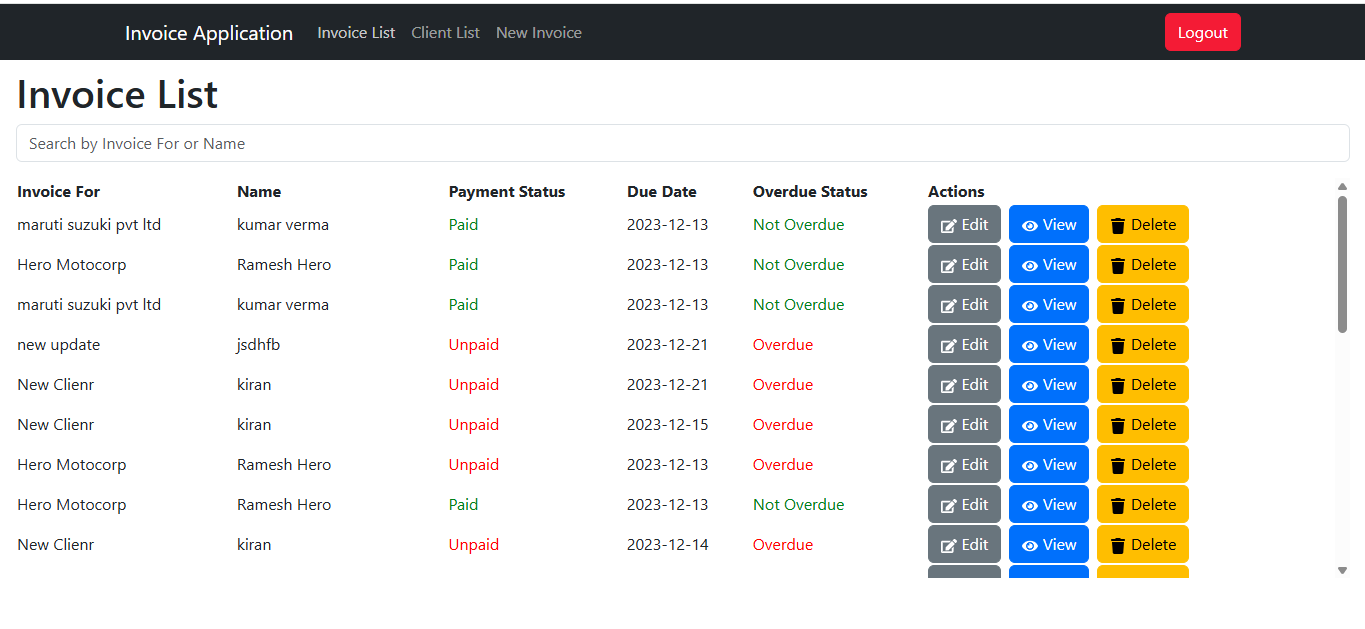 Invoice Application Invoice List Client List New Invoice Logout
Invoice List
Search by Invoice For or Name
Invoice For Name Payment Status Due Date Overdue Status Actions
maruti suzuki pvt ltd kumar verma Paid 2023-12-13 Not Overdue Edit View Delete
Hero Motocorp Ramesh Hero Paid 2023-12-13 Not Overdue Edit View Delete
maruti suzuki pvt ltd kumar verma Paid 2023-12-13 Not Overdue Edit View Delete
new update jsdhfb Unpaid 2023-12-21 Overdue Edit View Delete
New Clienr kiran Unpaid 2023-12-21 Overdue Edit View Delete
New Clienr kiran Unpaid 2023-12-15 Overdue Edit View Delete
Hero Motocorp Ramesh Hero Unpaid 2023-12-13 Overdue Edit View Delete
Hero Motocorp Ramesh Hero Paid 2023-12-13 Not Overdue Edit View Delete
New Clienr kiran Unpaid 2023-12-14 Overdue Edit View Delete